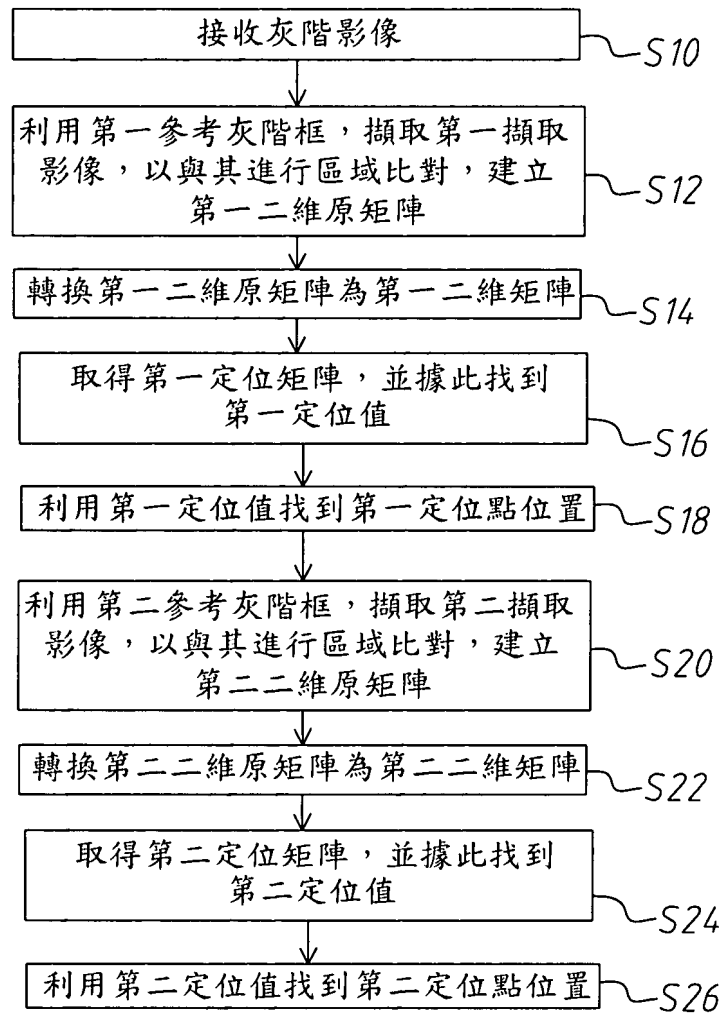 接收灰階影像
S10
利用第一參考灰階框,擷取第一擷取
影像,以與其進行區域比對,建立
第一二維原矩陣
S12
轉換第一二維原矩陣為第一二維矩陣
S14
取得第一定位矩陣,並據此找到
第一定位值
S16
利用第一定位值找到第一定位點位置
S18
利用第二參考灰階框,擷取第二擷取
影像,以與其進行區域比對,建立
第二二維原矩陣
S20
轉換第二二維原矩陣為第二二維矩陣
S22
取得第二定位矩陣,並據此找到
第二定位值
S24
利用第二定位值找到第二定位點位置
S26